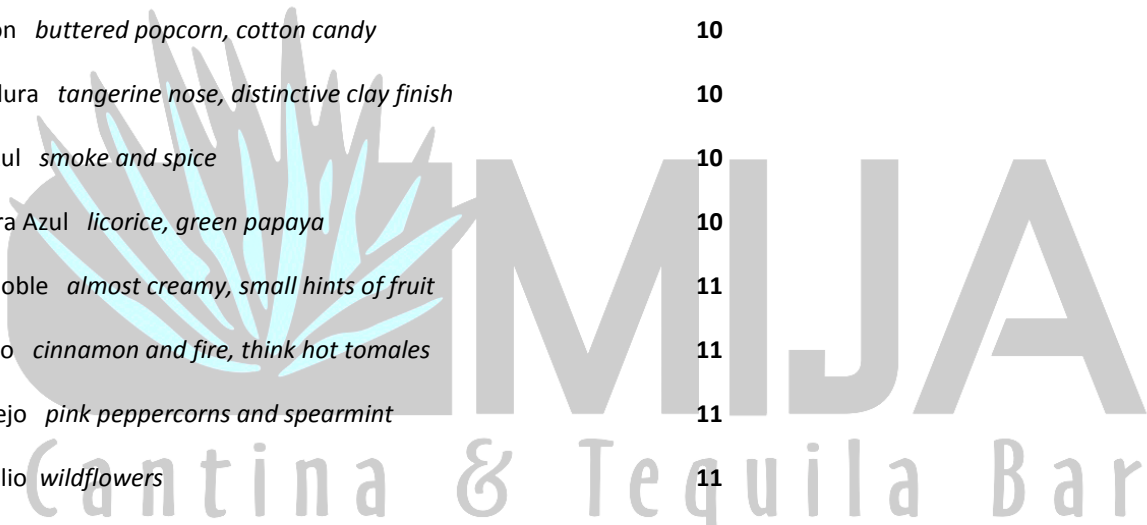 on buttered popcorn, cotton candy 10
dura tangerine nose, distinctive clay finish 10
ul smoke and spice 10
ra Azul licorice, green papaya 10
oble almost creamy, small hints of fruit 11
o cinnamon and fire, think hot tomales 11
ejo pink peppercorns and spearmint 11
lio wildflowers 11
MIJA
Cantina & Tequila Bar